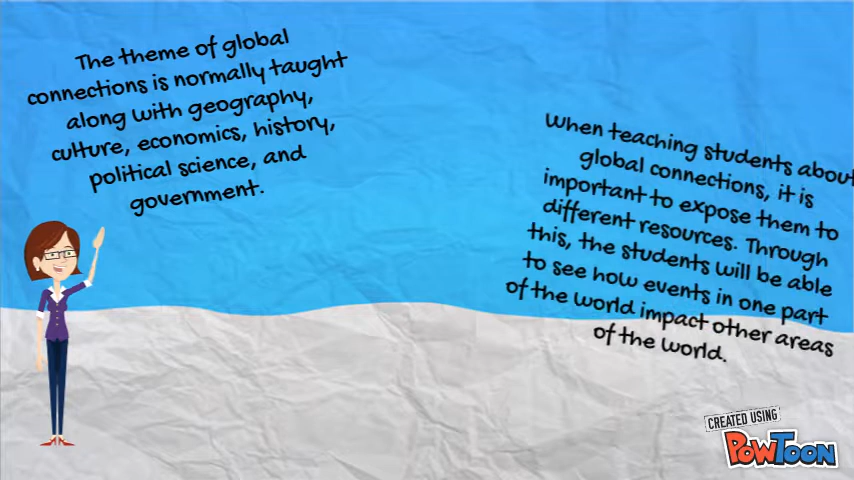 The theme of global
connections is normally taught
along with geography,
culture, economics, history,
political science, and
government.
When teaching students about
global connections, it is
important to expose them to
different resources. Through
this, the students will be able
to see how events in one part
of the world impact other areas
of the world.
CREATED USING
POWTOON